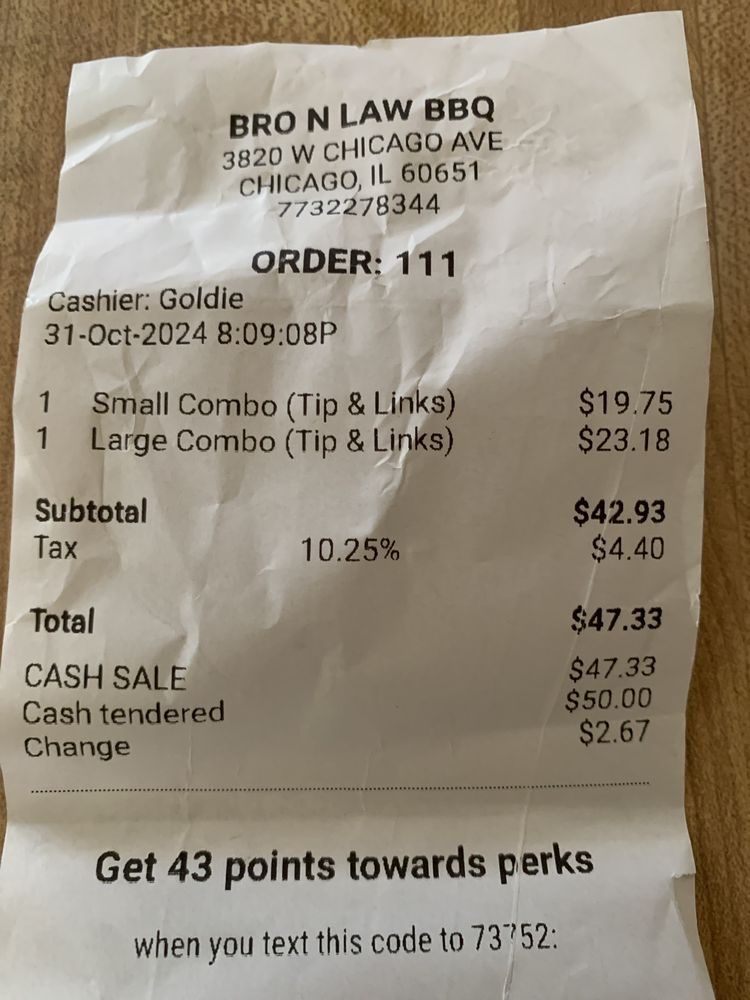 BRO N LAW BBQ
3820 W CHICAGO AVE
CHICAGO, IL 60651
7732278344
ORDER: 111
Cashier: Goldie
31-Oct-2024 8:09:08P
1 Small Combo (Tip & Links) $19.75
1 Large Combo (Tip & Links) $23.18
Subtotal $42.93
Tax 10.25% $4.40
Total $47.33
CASH SALE $47.33
Cash tendered $50.00
Change $2.67
Get 43 points towards perks
when you text this code to